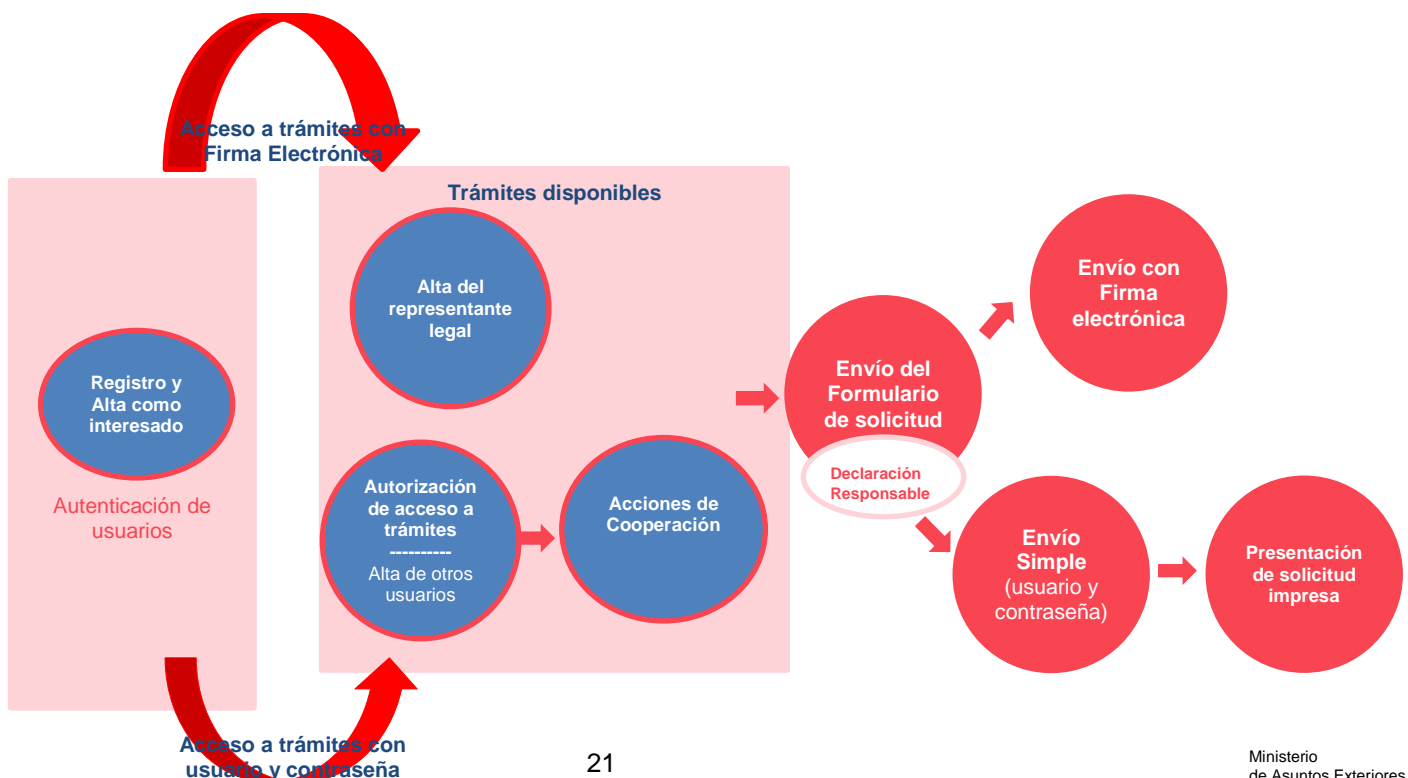 Acceso a trámites con
Firma Electrónica
Registro y
Alta como
interesado
Autenticación de
usuarios
Trámites disponibles
Alta del
representante
legal
Autorización
de acceso a
trámites
----------
Alta de otros
usuarios
Acciones de
Cooperación
Envío del
Formulario
de solicitud
Declaración
Responsable
Envío con
Firma
electrónica
Envío
Simple
(usuario y
contraseña)
Presentación
de solicitud
impresa
Acceso a trámites con
usuario y contraseña
21
Ministerio
de Asuntos Exteriores